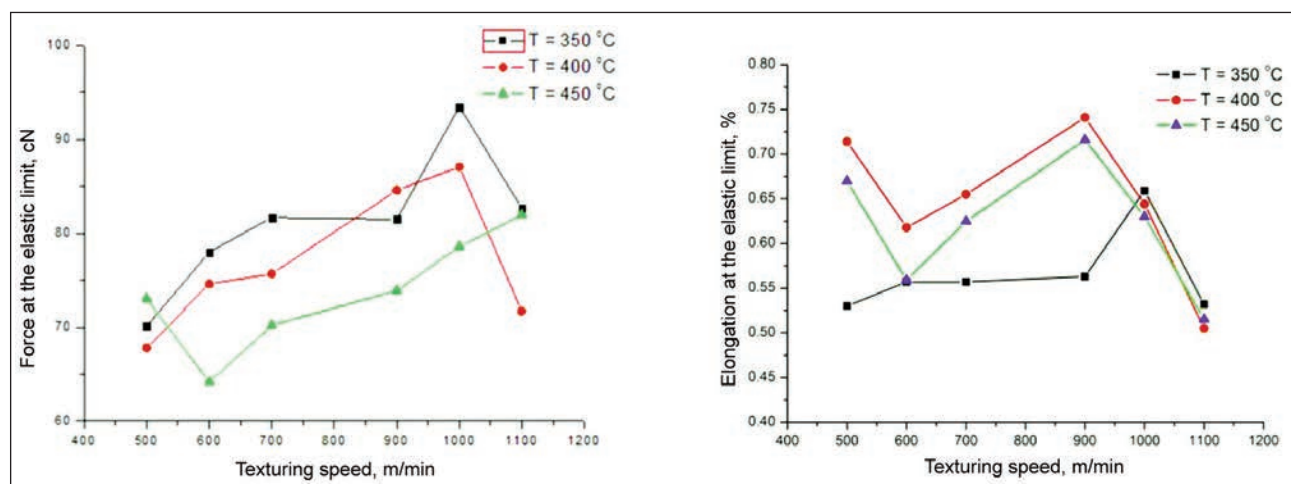 100
90
80
70
60
Force at the elastic limit, cN
T = 350 °C
T = 400 °C
T = 450 °C
400 500 600 700 900 1000 1100 1200
Texturing speed, m/min
0.80
0.75
0.70
0.65
0.60
0.55
0.50
0.45
0.40
Elongation at the elastic limit, %
T = 350 °C
T = 400 °C
T = 450 °C
400 500 600 700 900 1000 1100 1200
Texturing speed, m/min